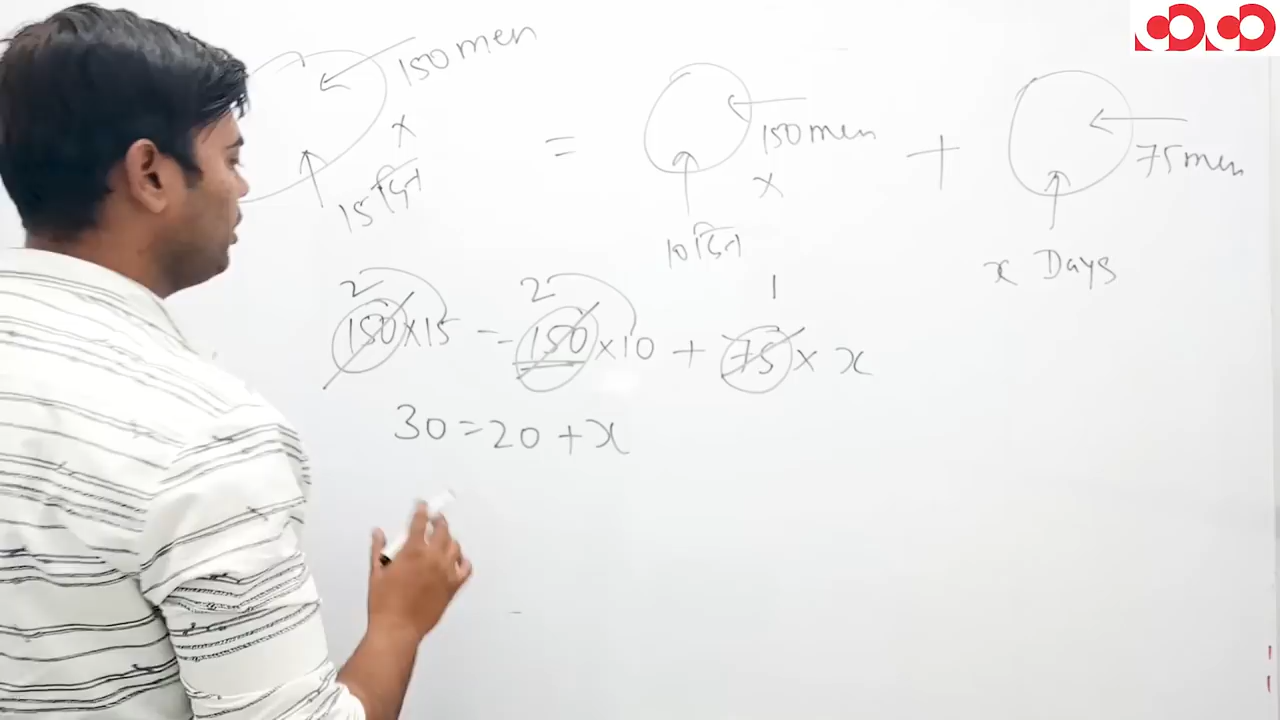 150 men
×
15 दिन
=
150 men
×
10 दिन
+
75 men
x Days
2 2 1
150×15 = 150×10 + 75× x
30=20+x